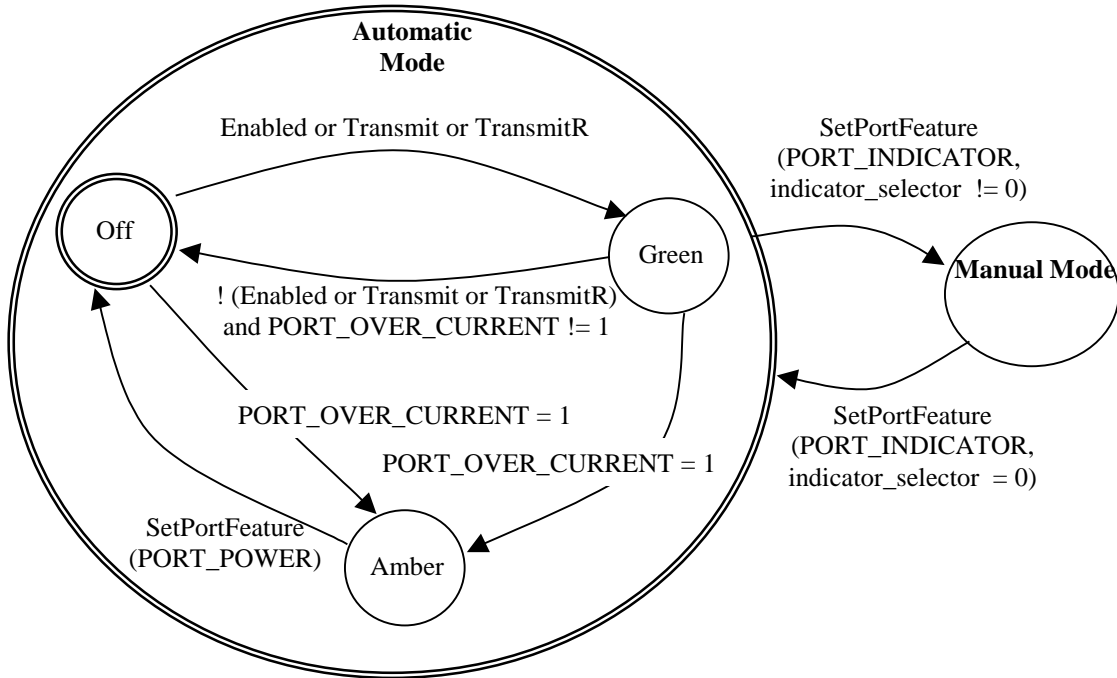 Automatic
Mode
Enabled or Transmit or TransmitR
SetPortFeature
(PORT_INDICATOR,
indicator_selector != 0)
Off
Green
Manual Mode
! (Enabled or Transmit or TransmitR)
and PORT_OVER_CURRENT != 1
PORT_OVER_CURRENT = 1
PORT_OVER_CURRENT = 1
SetPortFeature
(PORT_INDICATOR,
indicator_selector = 0)
SetPortFeature
(PORT_POWER)
Amber